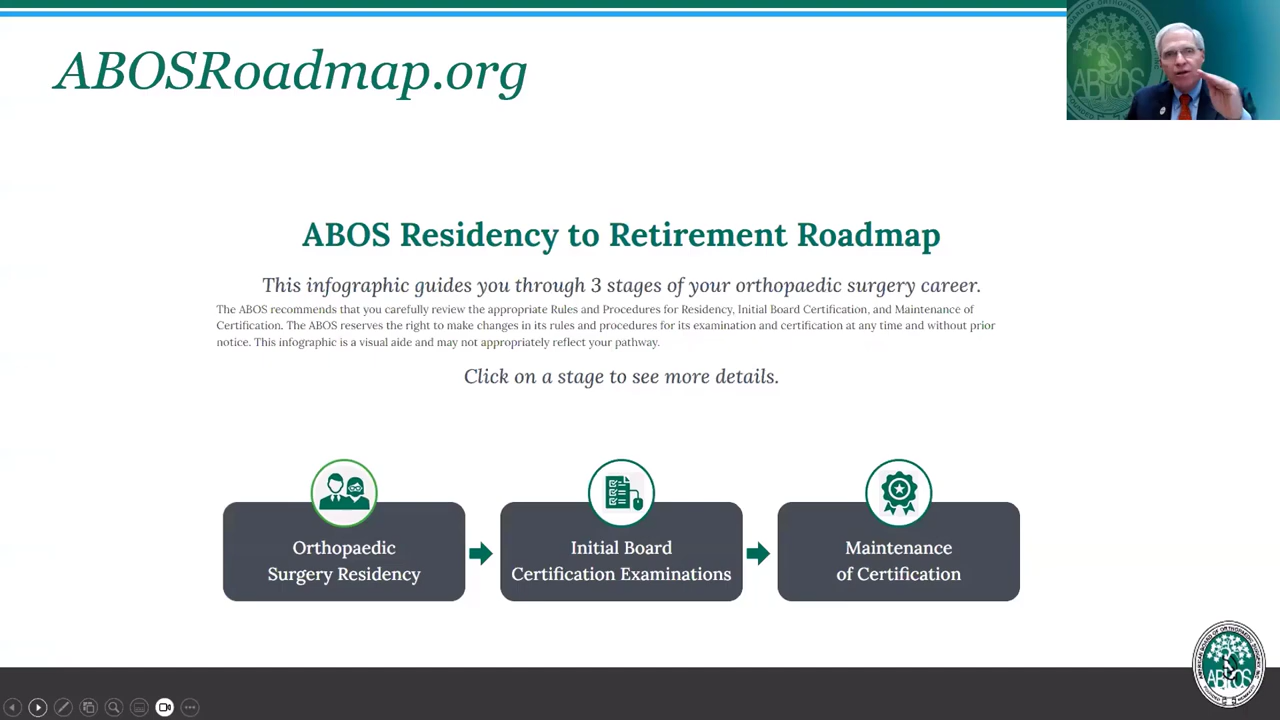 ABOSRoadmap.org
ABOS Residency to Retirement Roadmap
This infographic guides you through 3 stages of your orthopaedic surgery career.
The ABOS recommends that you carefully review the appropriate Rules and Procedures for Residency, Initial Board Certification, and Maintenance of
Certification. The ABOS reserves the right to make changes in its rules and procedures for its examination and certification at any time and without prior
notice. This infographic is a visual aide and may not appropriately reflect your pathway.
Click on a stage to see more details.
Orthopaedic
Surgery Residency
Initial Board
Certification Examinations
Maintenance
of Certification
ABOS